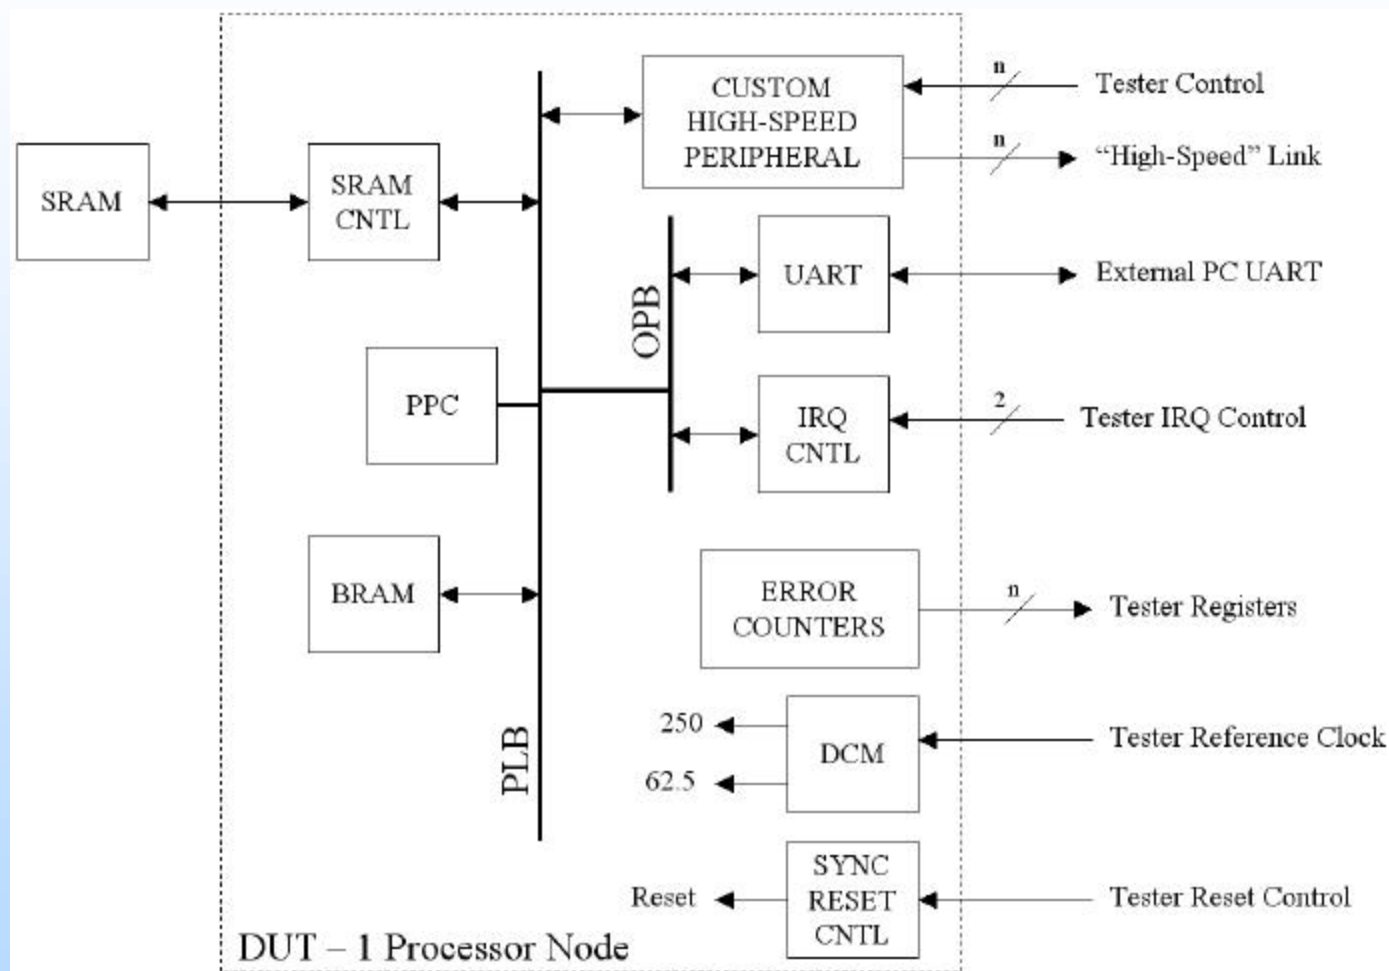 CUSTOM
HIGH-SPEED
PERIPHERAL
n
Tester Control
n
“High-Speed” Link
SRAM
SRAM
CNTL
OPB
UART
External PC UART
PPC
IRQ
CNTL
2
Tester IRQ Control
BRAM
ERROR
COUNTERS
n
Tester Registers
PLB
250
62.5
DCM
Tester Reference Clock
Reset
SYNC
RESET
CNTL
Tester Reset Control
DUT – 1 Processor Node